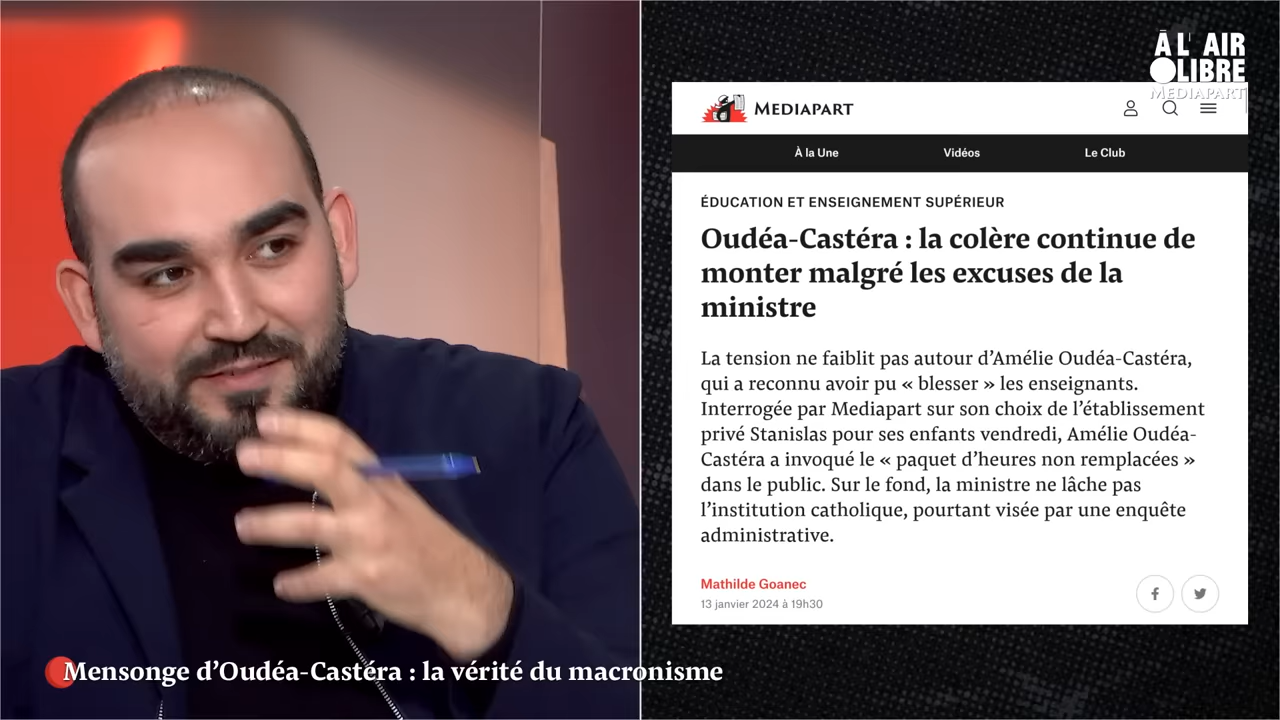 À L'AIR
LIBRE
MEDIAPART
MEDIAPART
À la Une
Vidéos
Le Club
ÉDUCATION ET ENSEIGNEMENT SUPÉRIEUR
Oudéa-Castéra : la colère continue de
monter malgré les excuses de la
ministre
La tension ne faiblit pas autour d’Amélie Oudéa-Castéra,
qui a reconnu avoir pu « blesser » les enseignants.
Interrogée par Mediapart sur son choix de l’établissement
privé Stanislas pour ses enfants vendredi, Amélie Oudéa-
Castéra a invoqué le « paquet d’heures non remplacées »
dans le public. Sur le fond, la ministre ne lâche pas
l’institution catholique, pourtant visée par une enquête
administrative.
Mathilde Goanec
13 janvier 2024 à 19h30
Mensonge d’Oudéa-Castéra : la vérité du macronisme